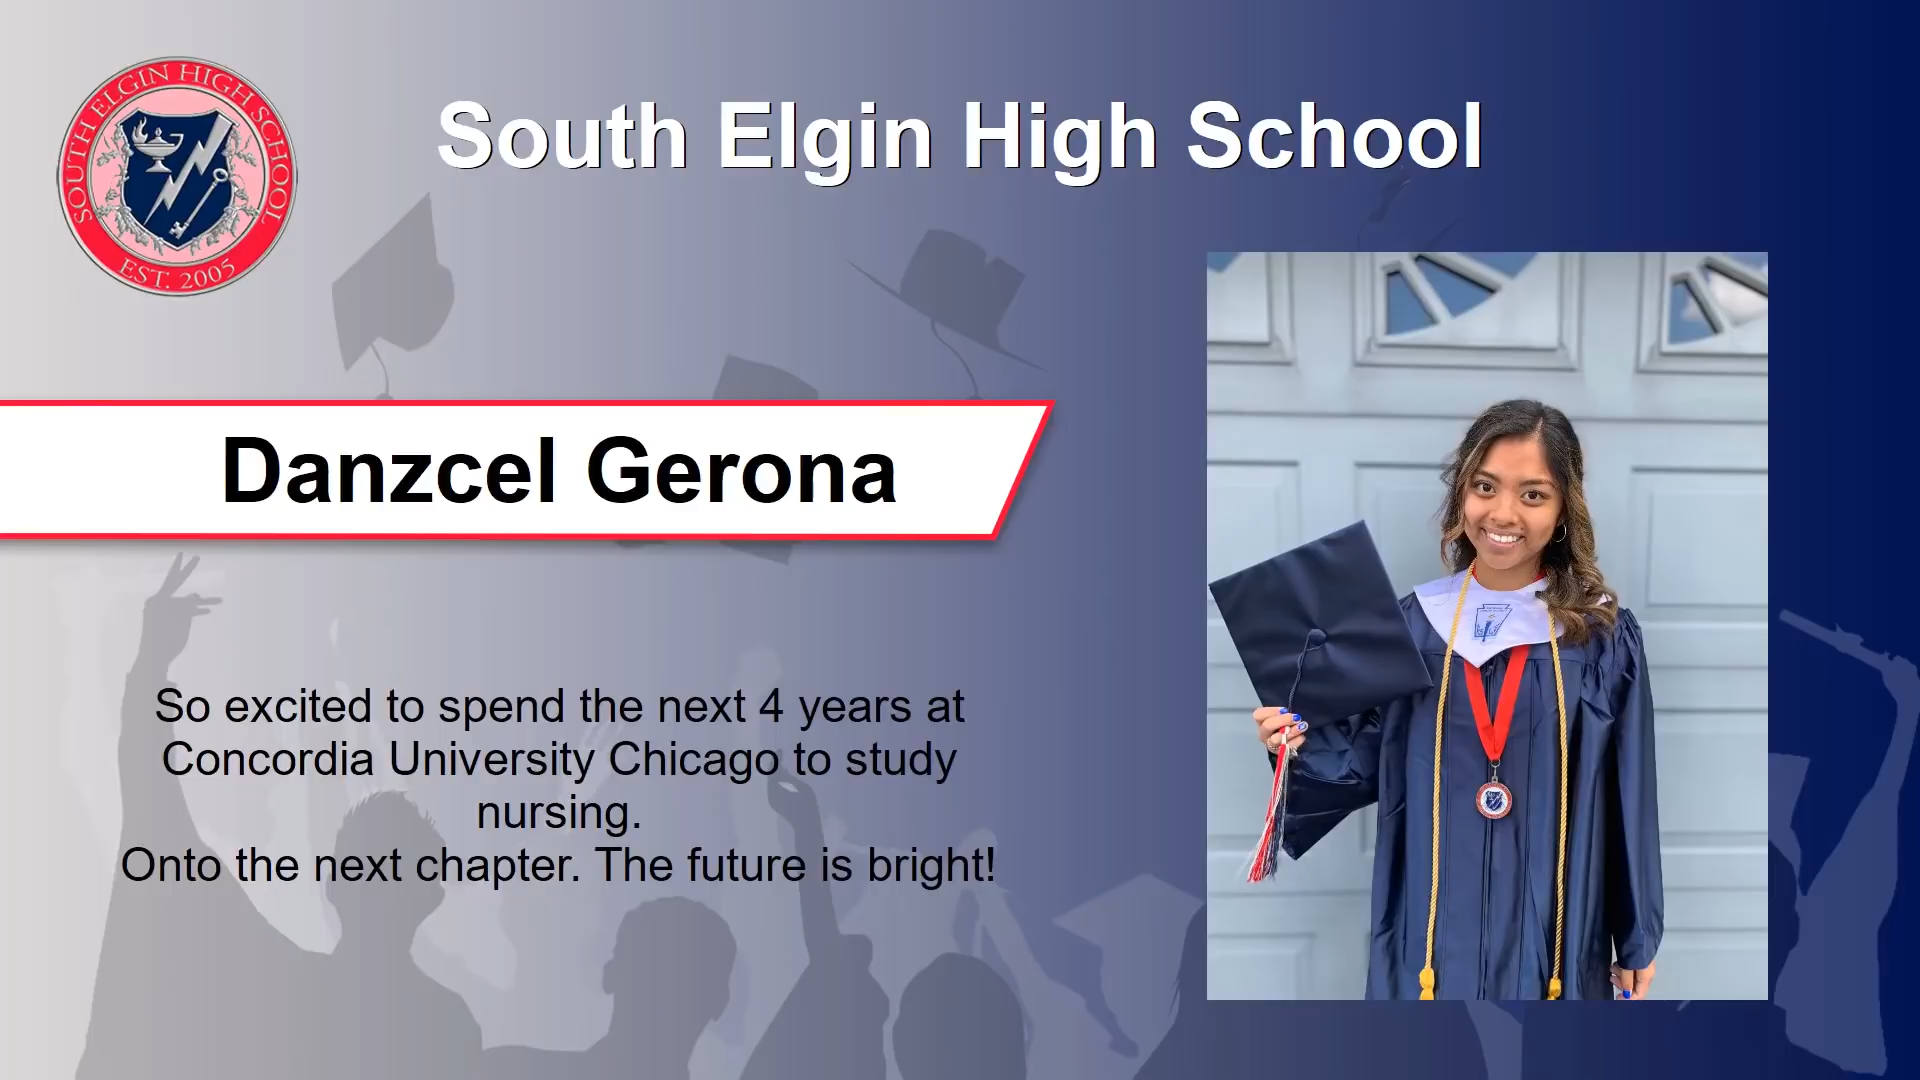 SOUTH ELGIN HIGH SCHOOL
EST. 2005
South Elgin High School
Danzcel Gerona
So excited to spend the next 4 years at
Concordia University Chicago to study
nursing.
Onto the next chapter. The future is bright!